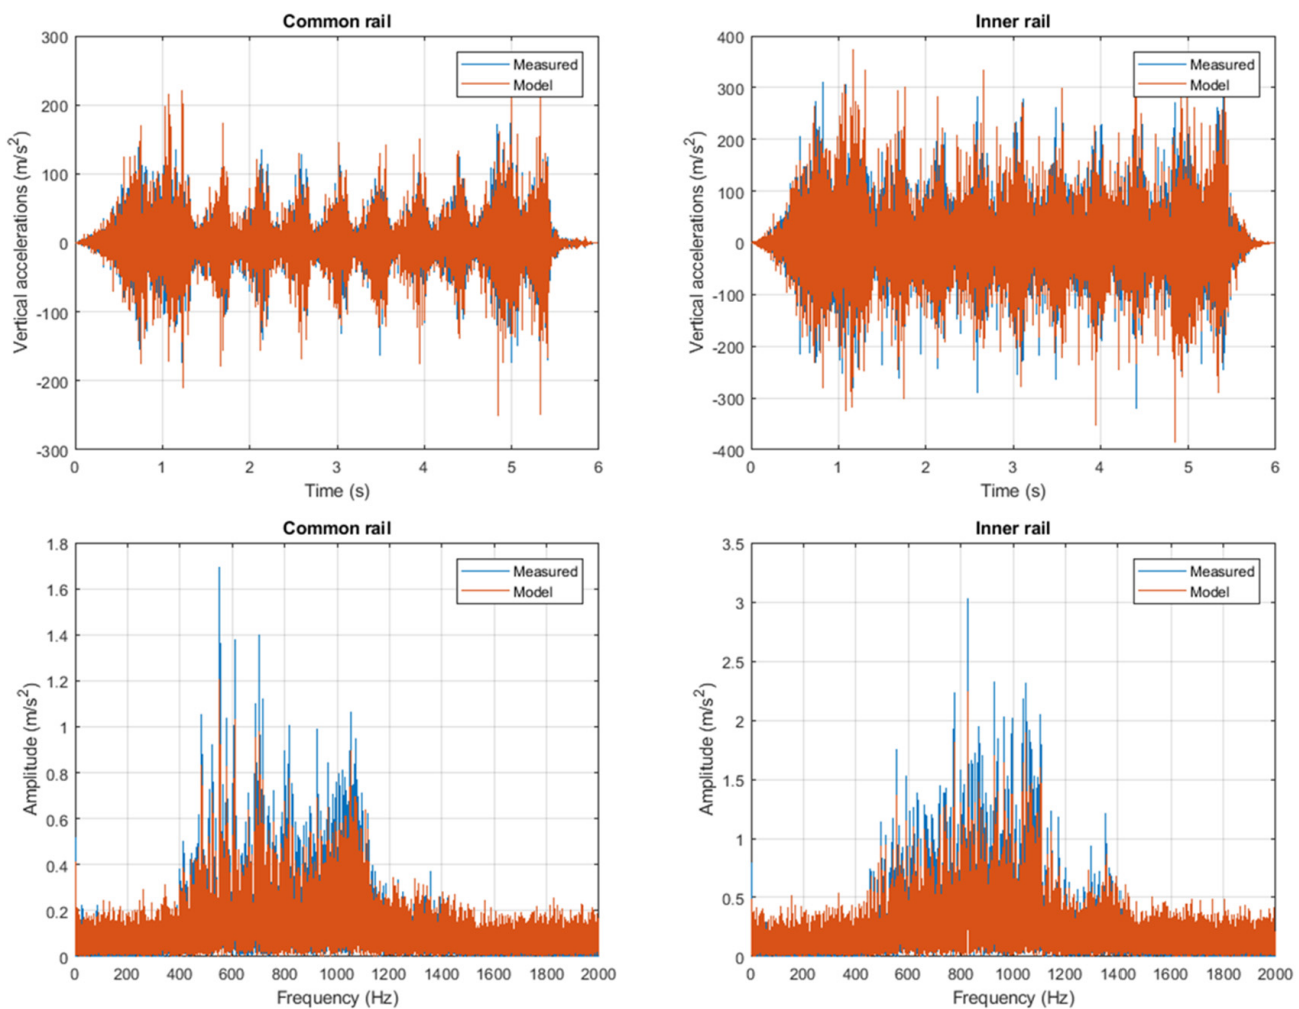 Common rail
300
200
100
0
-100
-200
-300
Vertical accelerations (m/s²)
Measured
Model
0 1 2 3 4 5 6
Time (s)
Inner rail
400
300
200
100
0
-100
-200
-300
-400
Vertical accelerations (m/s²)
Measured
Model
0 1 2 3 4 5 6
Time (s)
Common rail
1.8
1.6
1.4
1.2
1
0.8
0.6
0.4
0.2
0
Amplitude (m/s²)
Measured
Model
0 200 400 600 800 1000 1200 1400 1600 1800 2000
Frequency (Hz)
Inner rail
3.5
3
2.5
2
1.5
1
0.5
0
Amplitude (m/s²)
Measured
Model
0 200 400 600 800 1000 1200 1400 1600 1800 2000
Frequency (Hz)